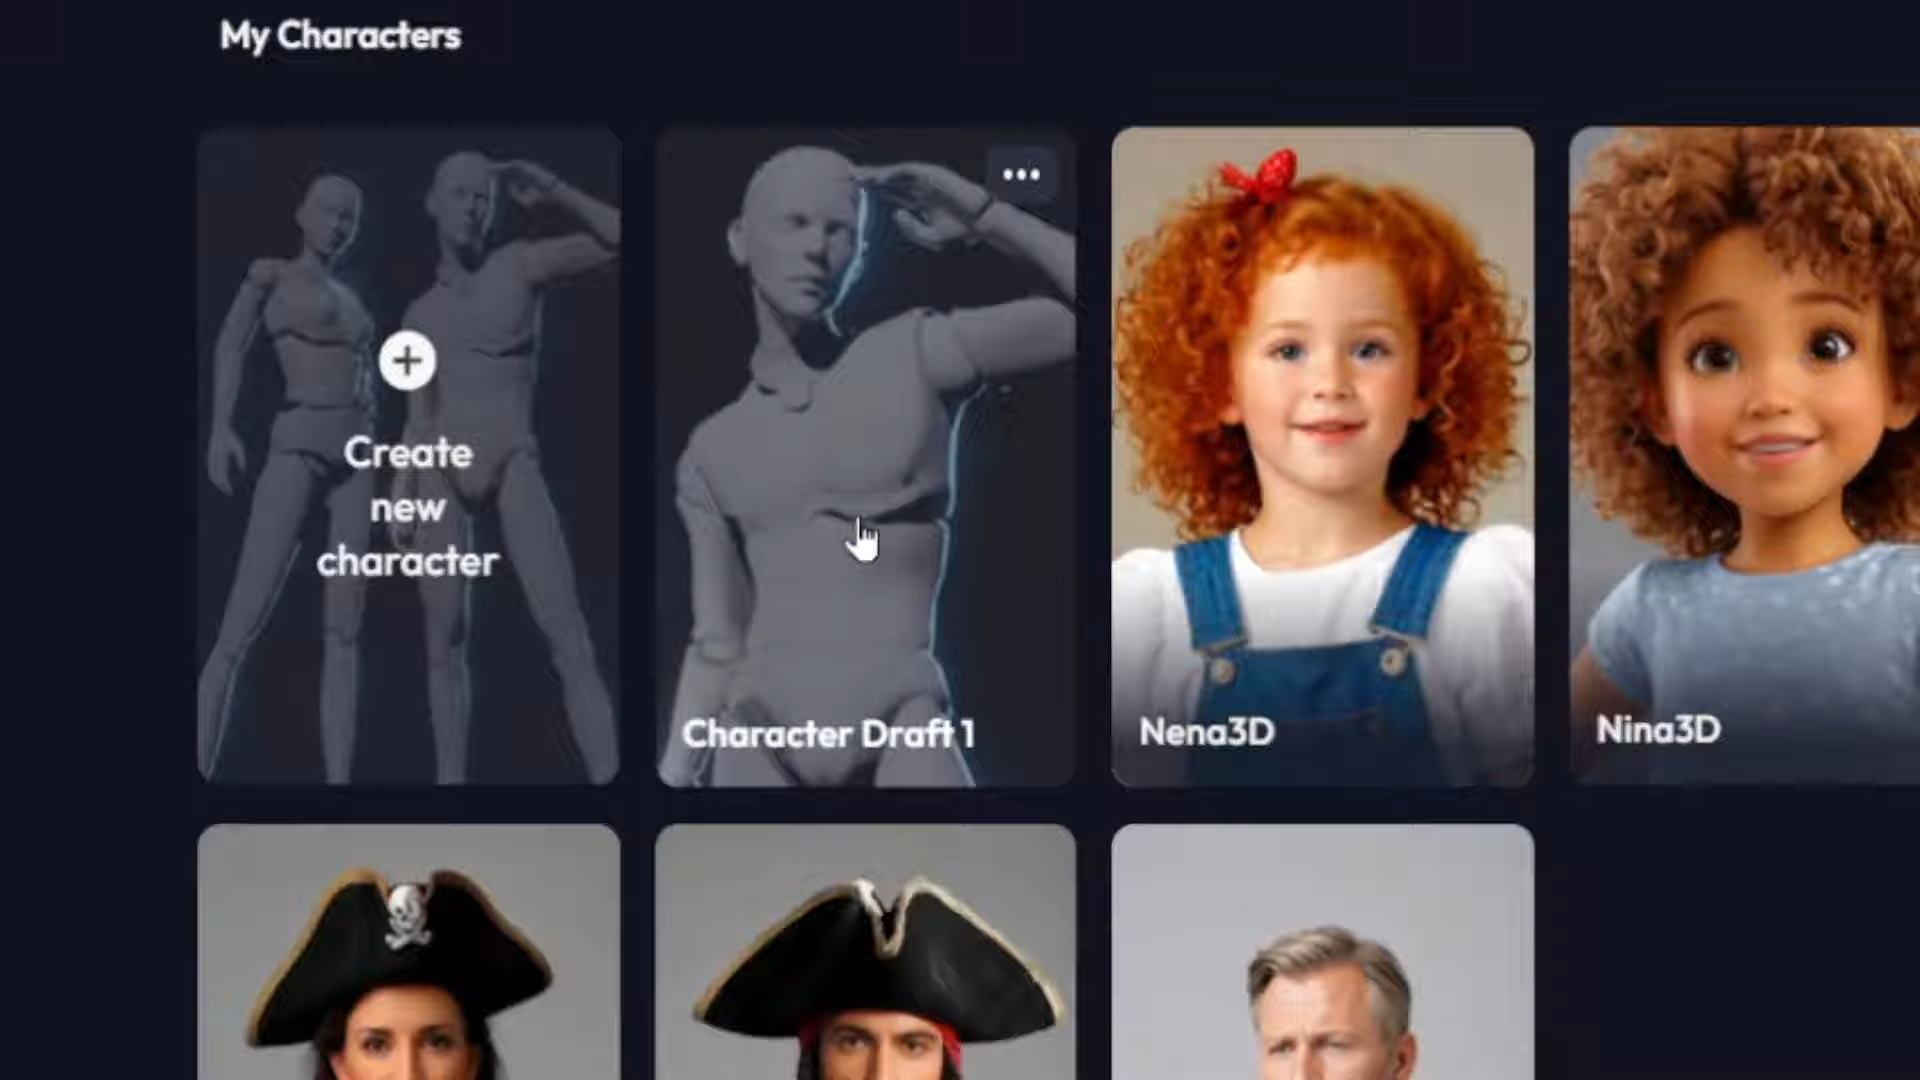 My Characters
Create
new
character
Character Draft 1
Nena3D
Nina3D